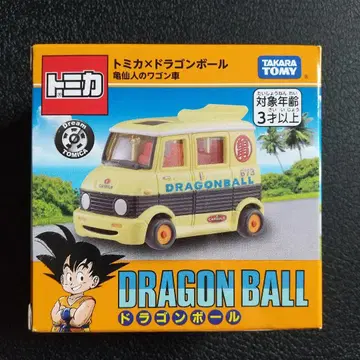 トミカ
トミカ×ドラゴンボール
亀仙人のワゴン車
TAKARA
TOMY
対象年齢
3才以上
Dream
TOMICA
DRAGONBALL
DRAGON BALL
ドラゴンボール